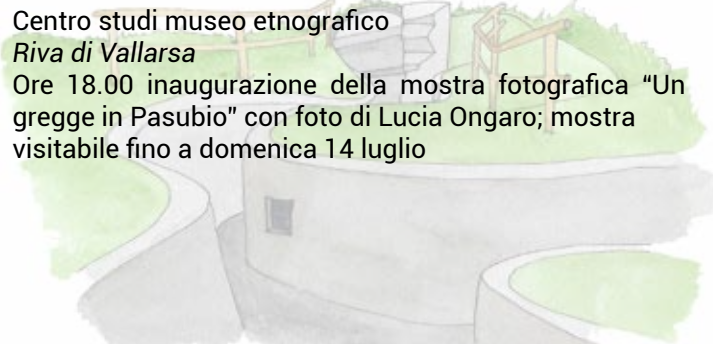 Centro studi museo etnografico
Riva di Vallarsa
Ore 18.00 inaugurazione della mostra fotografica “Un
gregge in Pasubio” con foto di Lucia Ongaro; mostra
visitabile fino a domenica 14 luglio